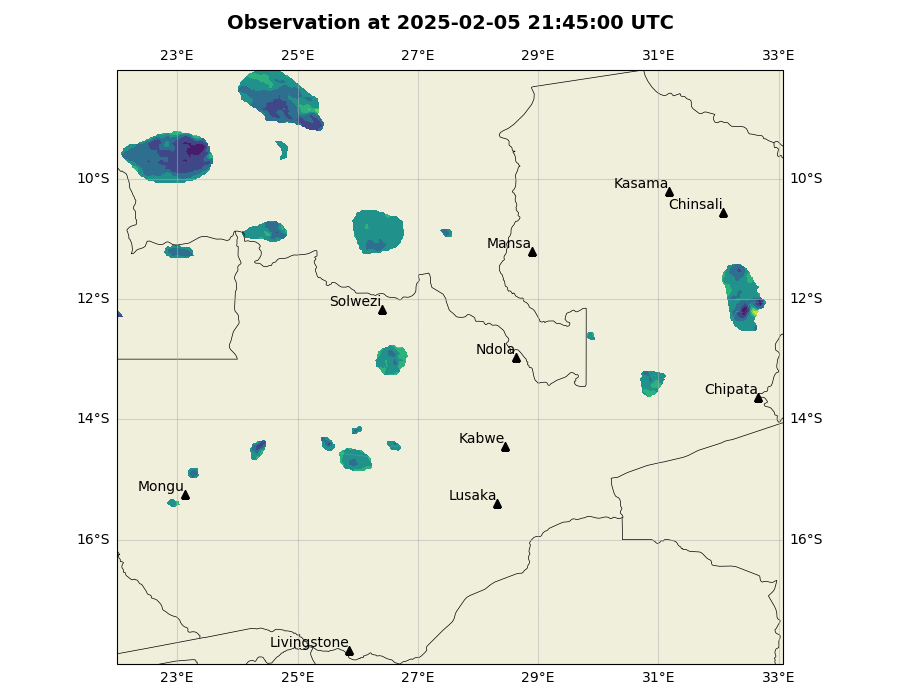 Observation at 2025-02-05 21:45:00 UTC
23°E 25°E 27°E 29°E 31°E 33°E
10°S 10°S
Kasama
Chinsali
Mansa
12°S 12°S
Solwezi
Ndola
Chipata
14°S 14°S
Kabwe
Mongu
Lusaka
16°S 16°S
Livingstone
23°E 25°E 27°E 29°E 31°E 33°E